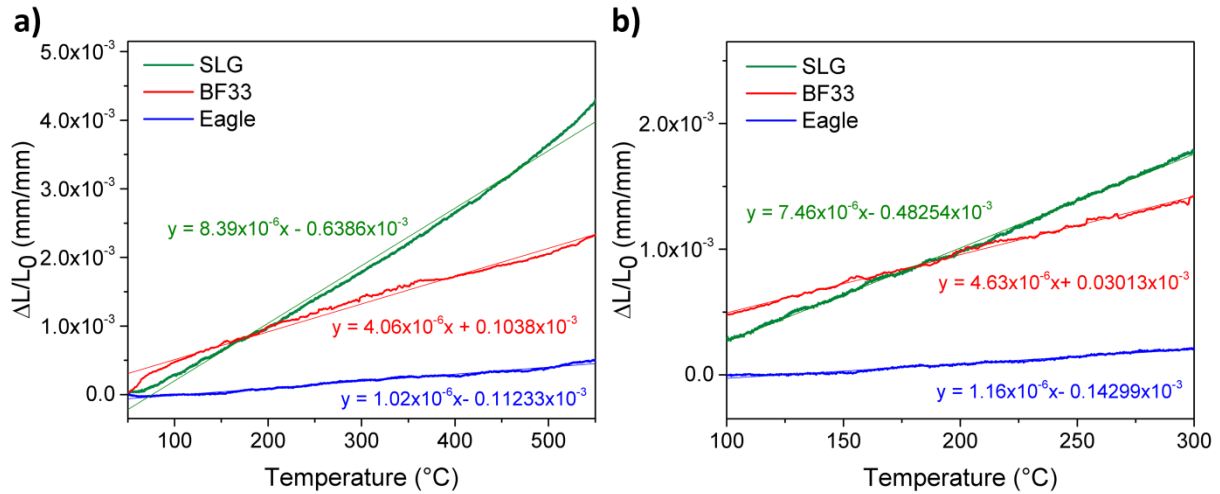 a)
ΔL/L₀ (mm/mm)
5.0x10⁻³
4.0x10⁻³
3.0x10⁻³
2.0x10⁻³
1.0x10⁻³
0.0
SLG
BF33
Eagle
y = 8.39x10⁻⁶x - 0.6386x10⁻³
y = 4.06x10⁻⁶x + 0.1038x10⁻³
y = 1.02x10⁻⁶x- 0.11233x10⁻³
100 200 300 400 500
Temperature (°C)
b)
ΔL/L₀ (mm/mm)
2.0x10⁻³
1.0x10⁻³
0.0
SLG
BF33
Eagle
y = 7.46x10⁻⁶x- 0.48254x10⁻³
y = 4.63x10⁻⁶x+ 0.03013x10⁻³
y = 1.16x10⁻⁶x- 0.14299x10⁻³
100 150 200 250 300
Temperature (°C)